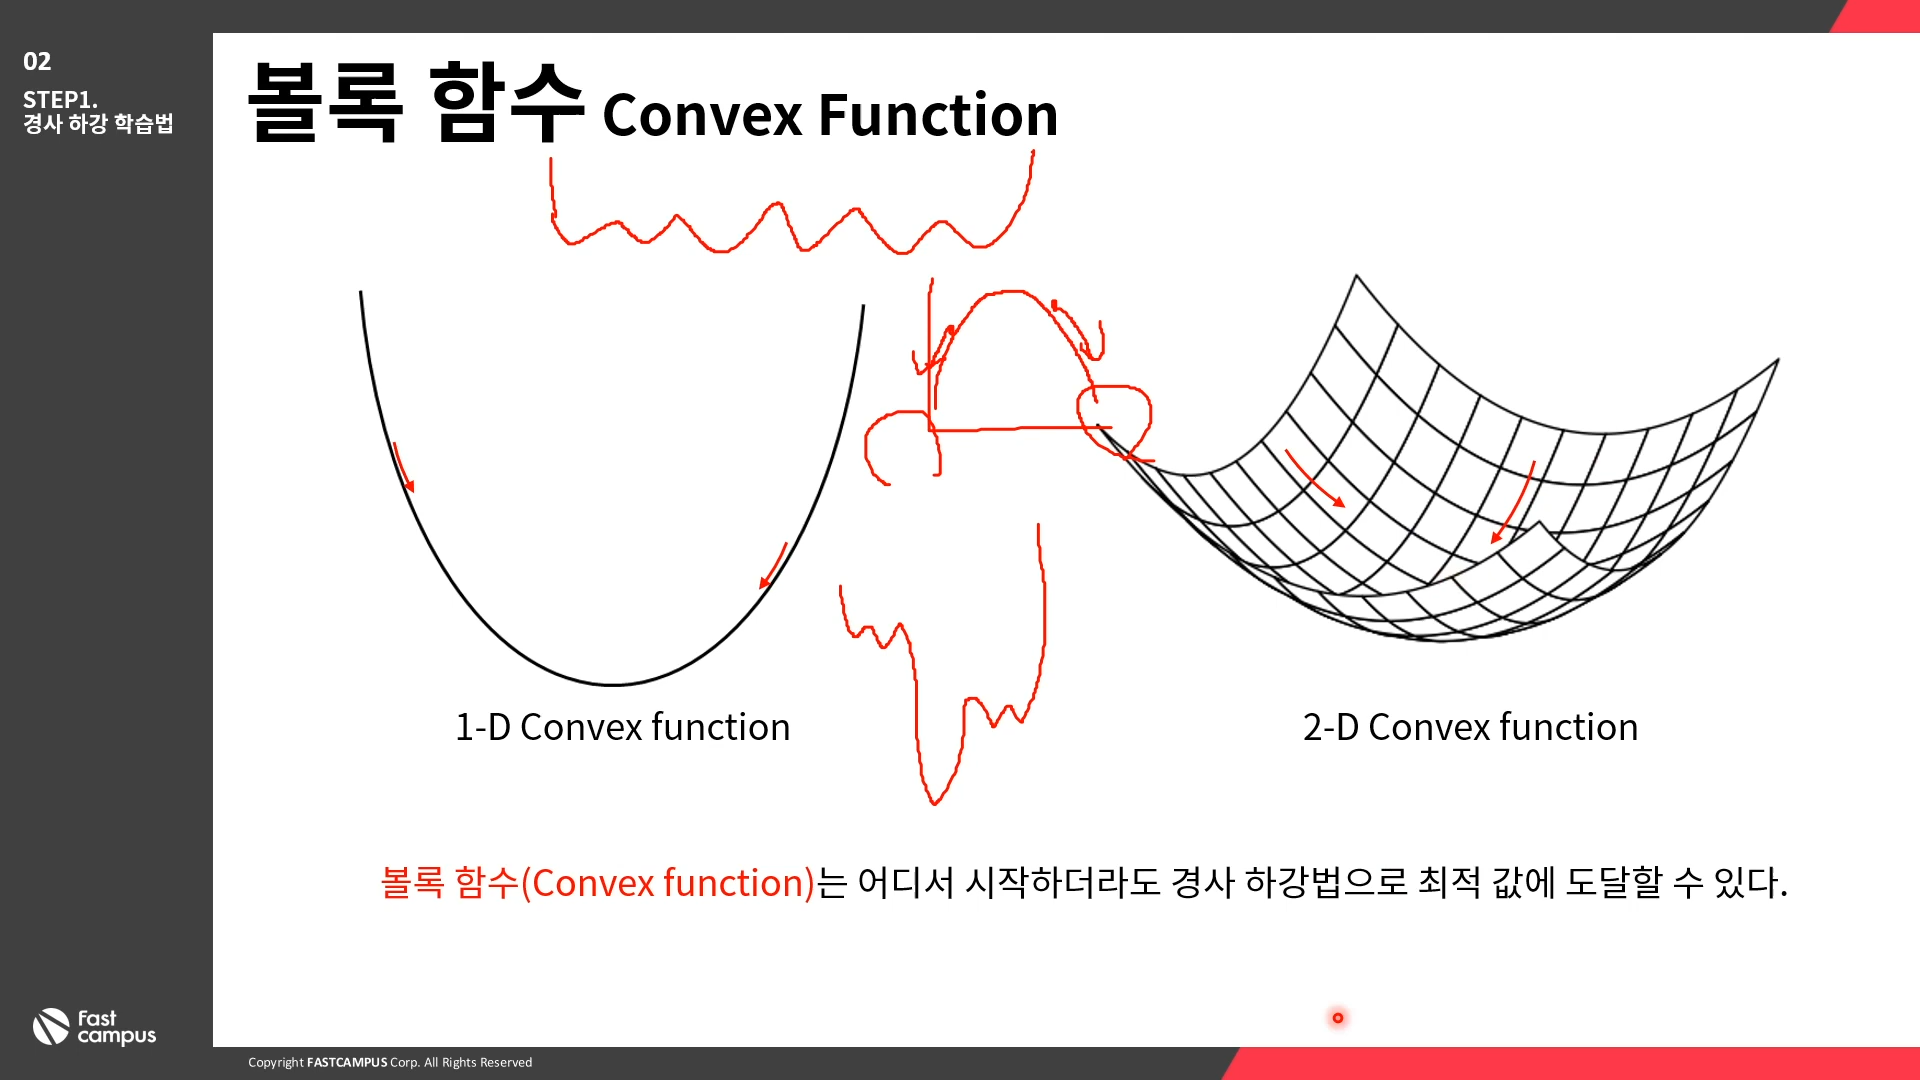 02
STEP1.
경사 하강 학습법
볼록 함수 Convex Function
1-D Convex function
2-D Convex function
볼록 함수(Convex function)는 어디서 시작하더라도 경사 하강법으로 최적 값에 도달할 수 있다.
fast
campus
Copyright FASTCAMPUS Corp. All Rights Reserved